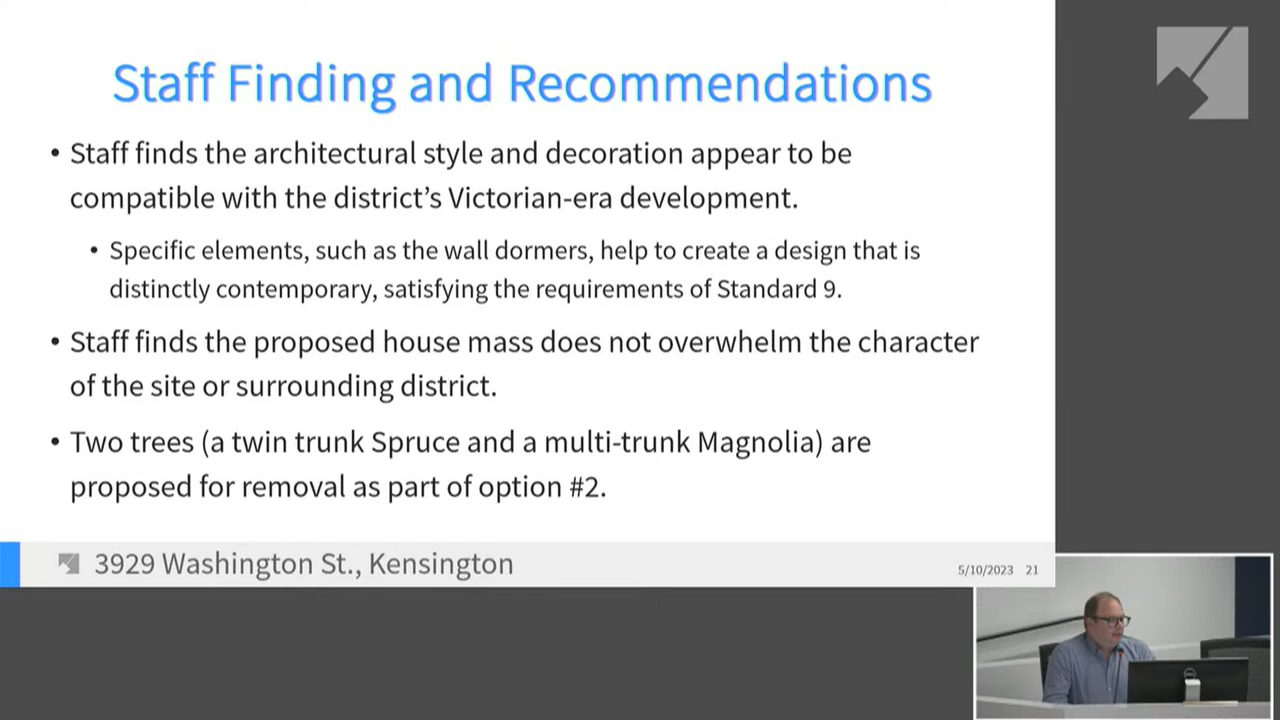 Staff Finding and Recommendations
• Staff finds the architectural style and decoration appear to be
compatible with the district’s Victorian-era development.
• Specific elements, such as the wall dormers, help to create a design that is
distinctly contemporary, satisfying the requirements of Standard 9.
• Staff finds the proposed house mass does not overwhelm the character
of the site or surrounding district.
• Two trees (a twin trunk Spruce and a multi-trunk Magnolia) are
proposed for removal as part of option #2.
3929 Washington St., Kensington
5/10/2023 21